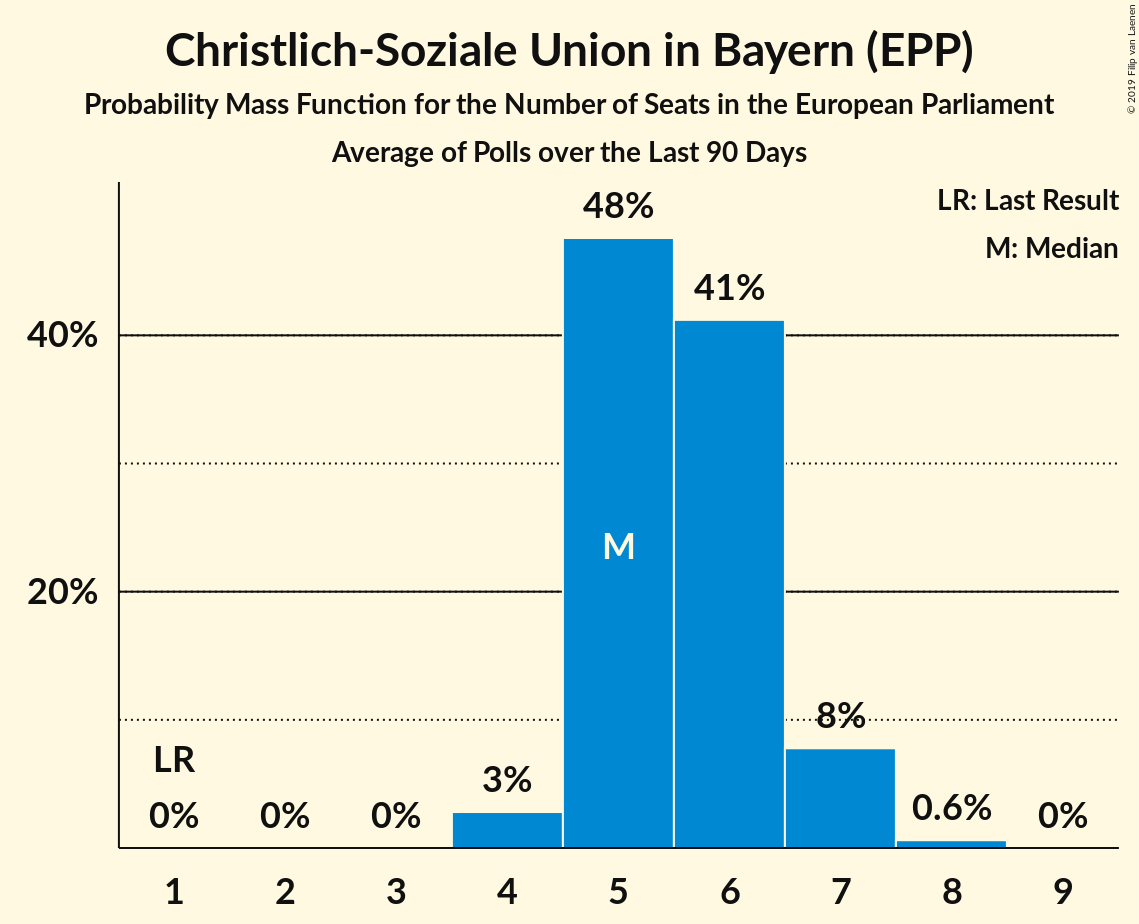 Christlich-Soziale Union in Bayern (EPP)
Probability Mass Function for the Number of Seats in the European Parliament
Average of Polls over the Last 90 Days
© 2019 Filip van Laenen
LR: Last Result
M: Median
48%
41%
40%
M
20%
8%
LR
3%
0% 0% 0% 0.6% 0%
1 2 3 4 5 6 7 8 9